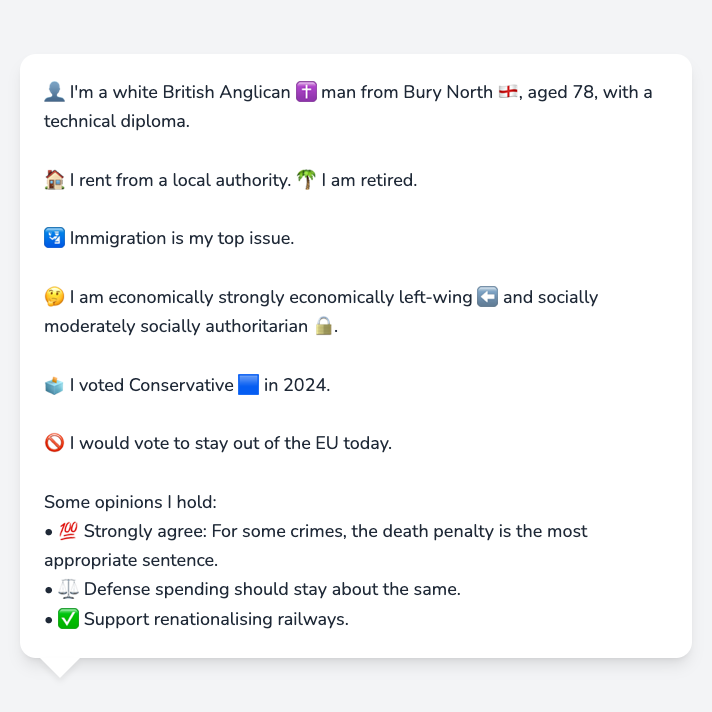 👤 I'm a white British Anglican ✝️ man from Bury North 🏴󠁧󠁢󠁥󠁮󠁧󠁿, aged 78, with a
technical diploma.
🏠 I rent from a local authority. 🌴 I am retired.
🛂 Immigration is my top issue.
🤔 I am economically strongly economically left-wing ⬅️ and socially
moderately socially authoritarian 🔒.
🗳️ I voted Conservative 🟦 in 2024.
🚫 I would vote to stay out of the EU today.
Some opinions I hold:
• 💯 Strongly agree: For some crimes, the death penalty is the most
appropriate sentence.
• ⚖️ Defense spending should stay about the same.
• ✅ Support renationalising railways.